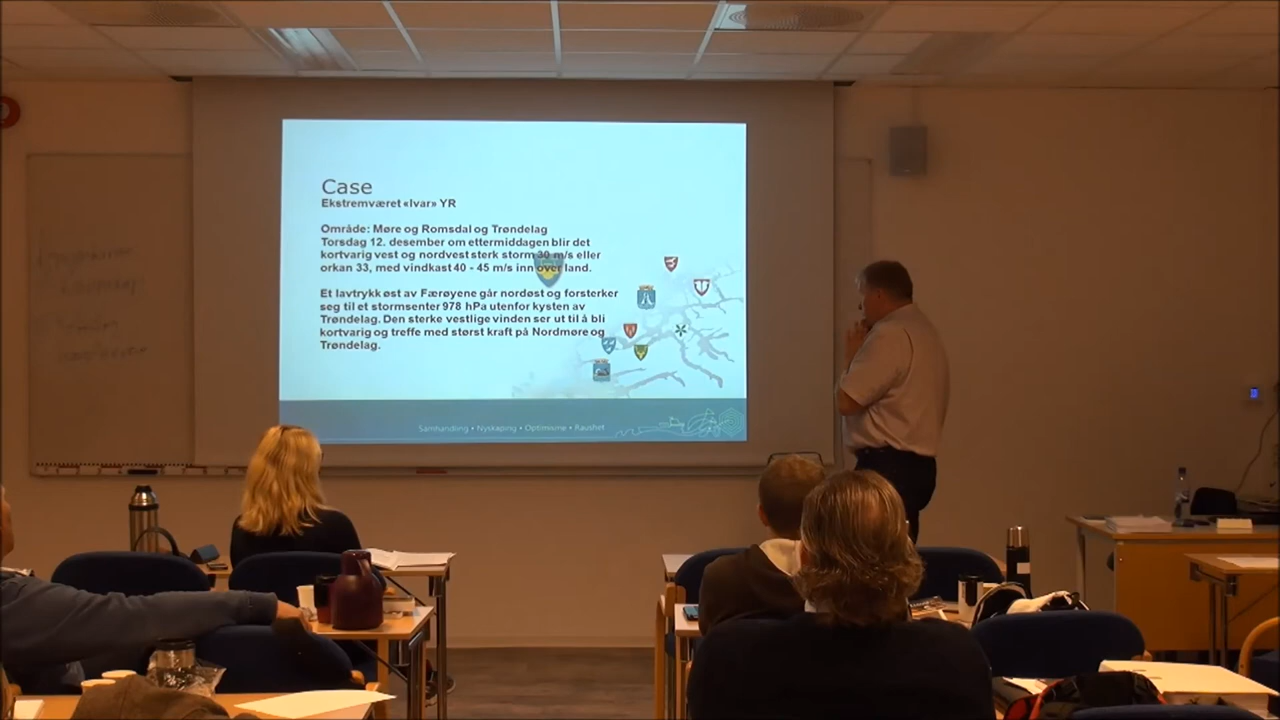 Case
Ekstremværet «Ivar» YR
Område: Møre og Romsdal og Trøndelag
Torsdag 12. desember om ettermiddagen blir det
kortvarig vest og nordvest sterk storm 30 m/s eller
orkan 33, med vindkast 40 - 45 m/s inn over land.
Et lavtrykk øst av Færøyene går nordøst og forsterker
seg til et stormsenter 978 hPa utenfor kysten av
Trøndelag. Den sterke vestlige vinden ser ut til å bli
kortvarig og treffe med størst kraft på Nordmøre og
Trøndelag.
Samhandling • Nyskaping • Optimisme • Raushet